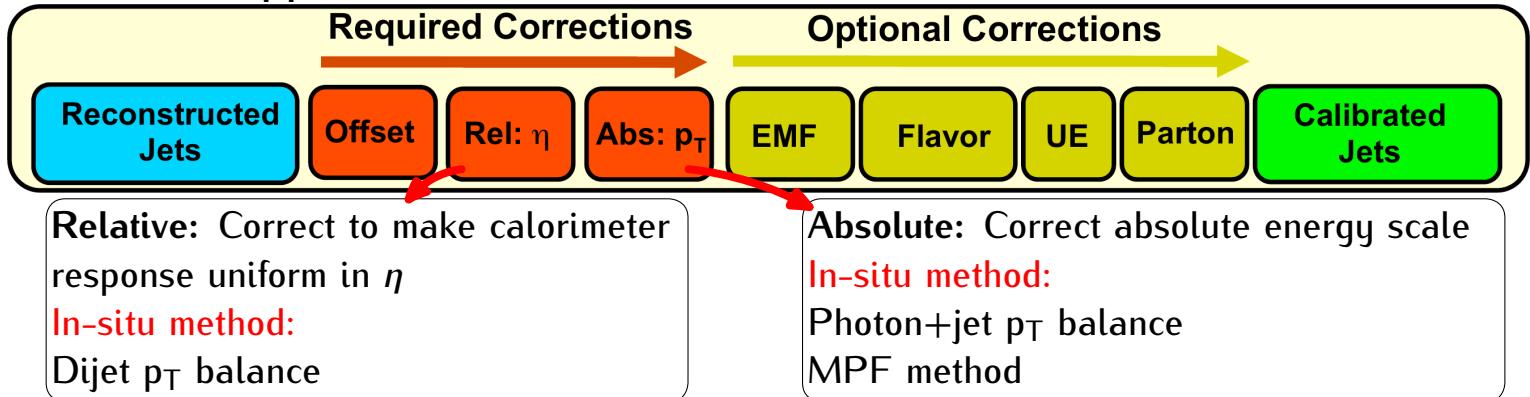 Required Corrections
Optional Corrections
Reconstructed
Jets
Offset
Rel: η
Abs: pT
EMF
Flavor
UE
Parton
Calibrated
Jets
Relative: Correct to make calorimeter
response uniform in η
In-situ method:
Dijet pT balance
Absolute: Correct absolute energy scale
In-situ method:
Photon+jet pT balance
MPF method